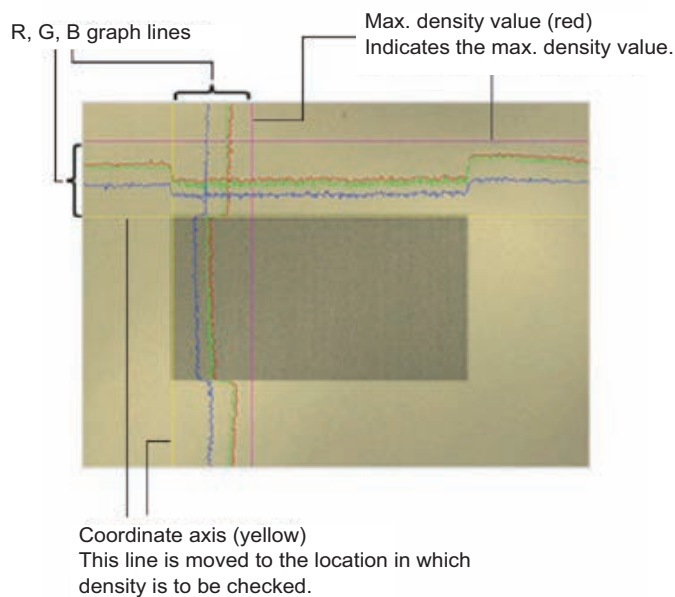 R, G, B graph lines
Max. density value (red)
Indicates the max. density value.
Coordinate axis (yellow)
This line is moved to the location in which
density is to be checked.